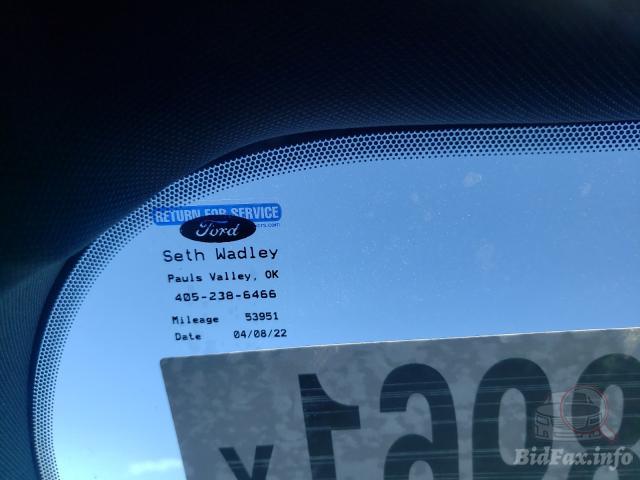 RETURN FOR SERVICE
Ford
Seth Wadley
Pauls Valley, OK
405-238-6466
Mileage 53951
Date 04/08/22
BidFax.info